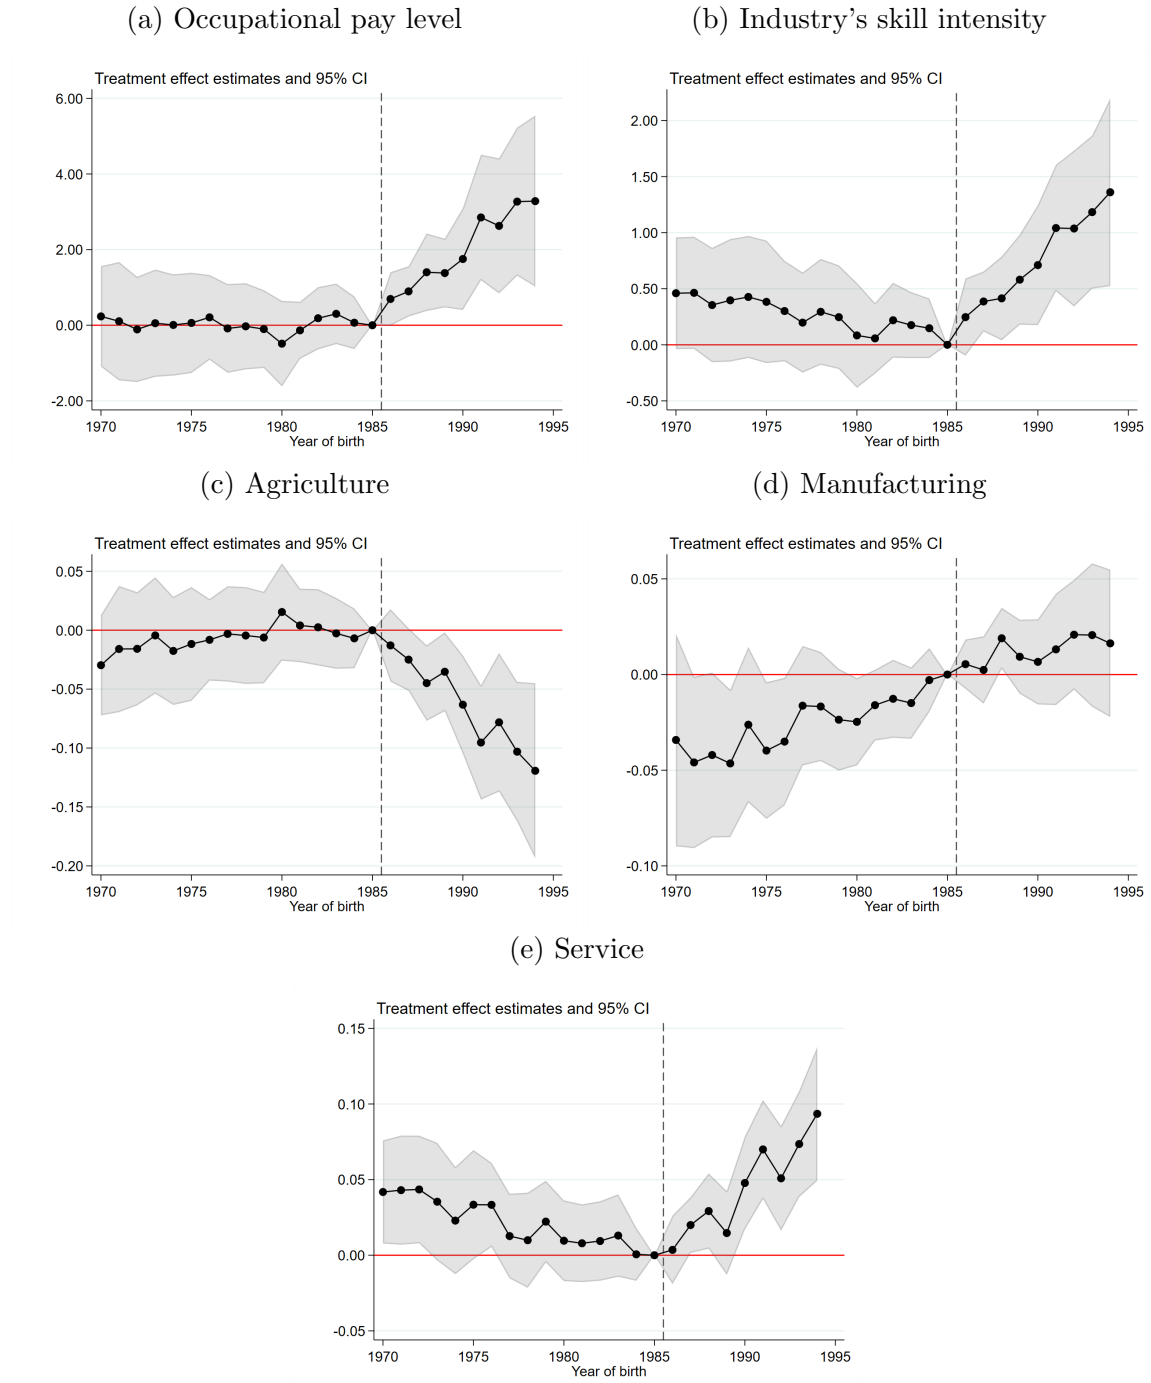 (a) Occupational pay level
Treatment effect estimates and 95% CI
6.00
4.00
2.00
0.00
-2.00
1970 1975 1980 1985 1990 1995
Year of birth
(b) Industry's skill intensity
Treatment effect estimates and 95% CI
2.00
1.50
1.00
0.50
0.00
-0.50
1970 1975 1980 1985 1990 1995
Year of birth
(c) Agriculture
Treatment effect estimates and 95% CI
0.05
0.00
-0.05
-0.10
-0.15
-0.20
1970 1975 1980 1985 1990 1995
Year of birth
(d) Manufacturing
Treatment effect estimates and 95% CI
0.05
0.00
-0.05
-0.10
1970 1975 1980 1985 1990 1995
Year of birth
(e) Service
Treatment effect estimates and 95% CI
0.15
0.10
0.05
0.00
-0.05
1970 1975 1980 1985 1990 1995
Year of birth